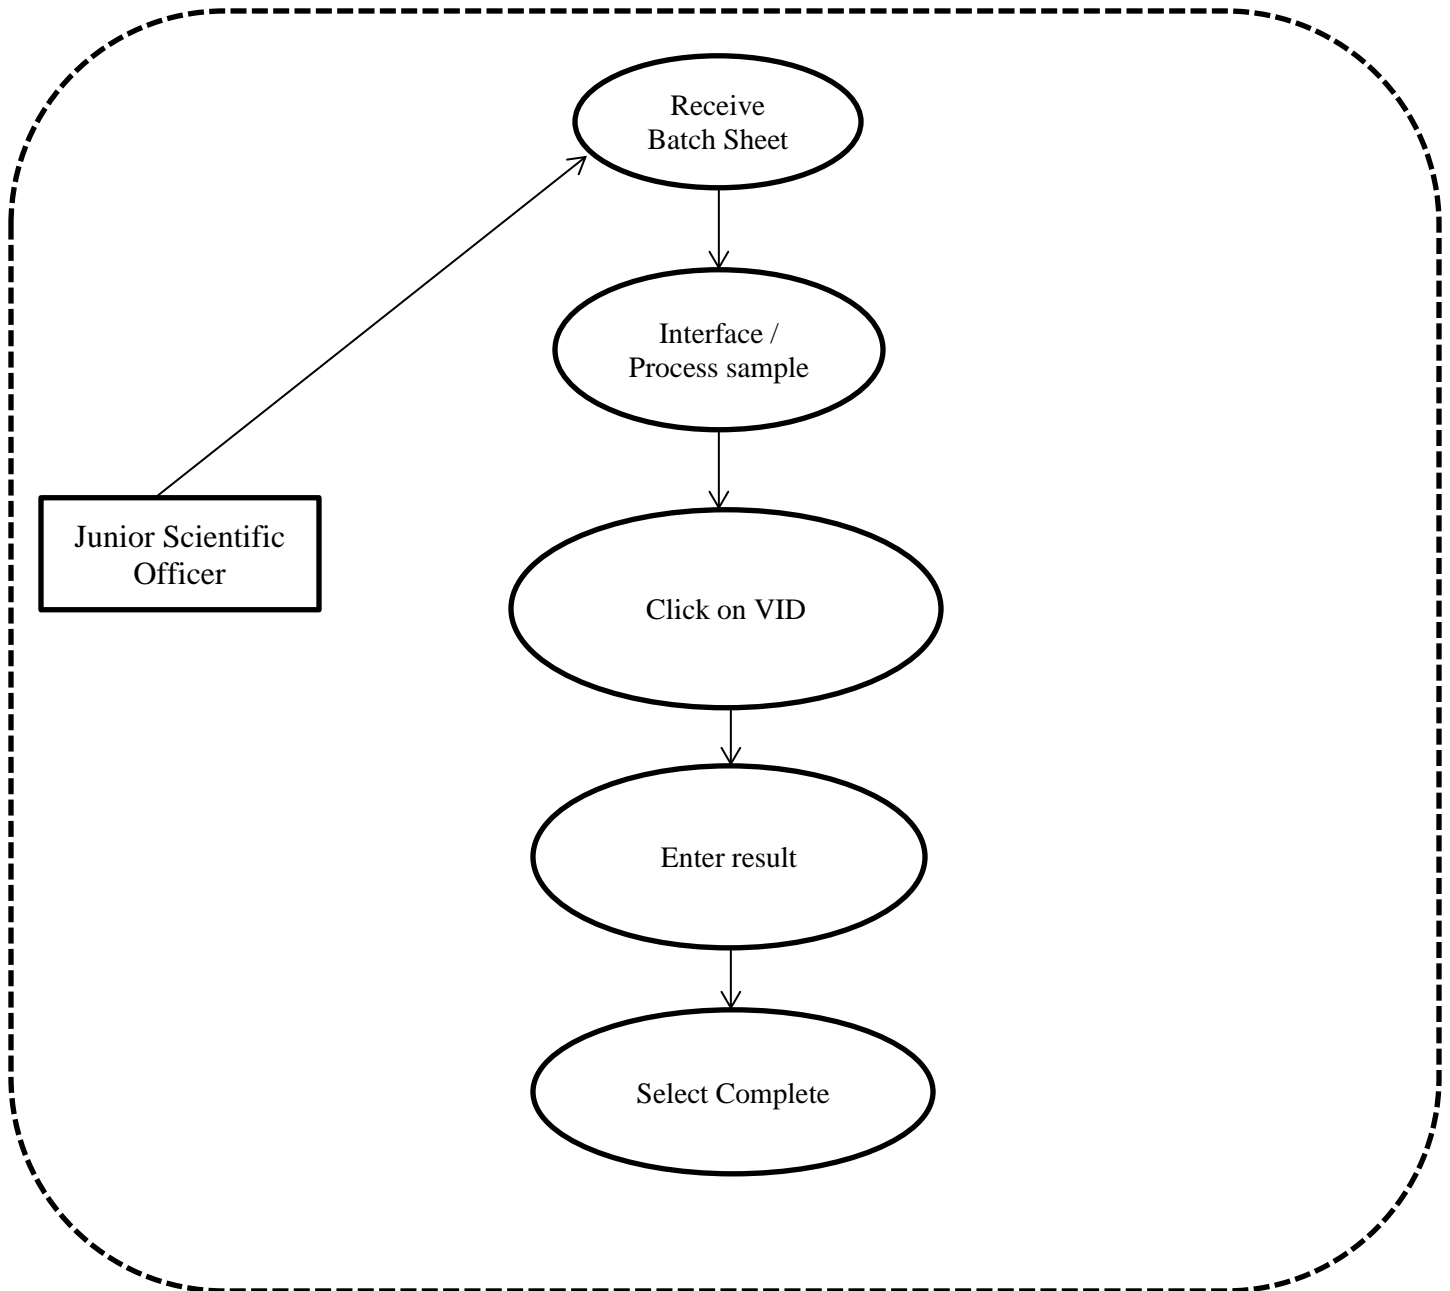 Receive
Batch Sheet
Interface /
Process sample
Junior Scientific
Officer
Click on VID
Enter result
Select Complete